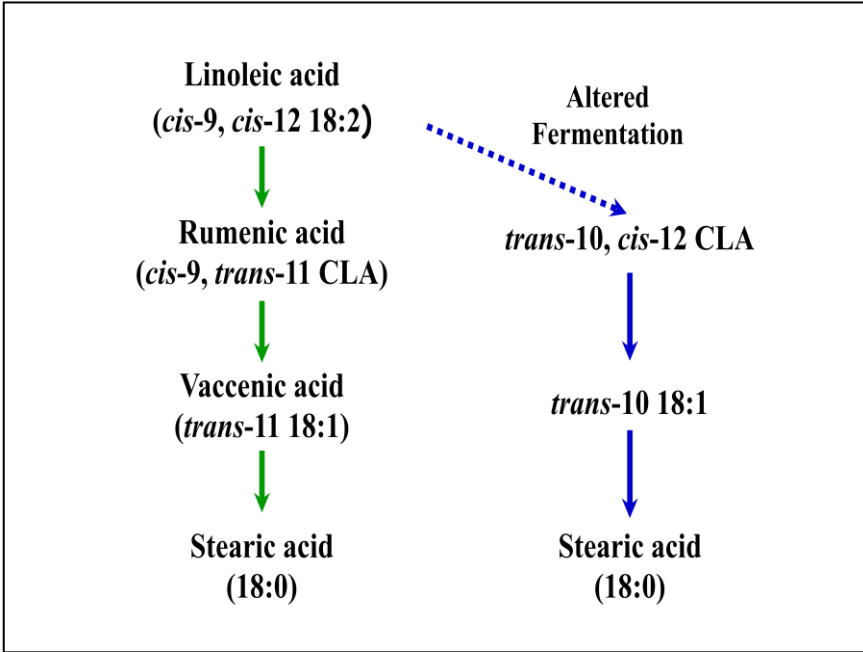 Linoleic acid
(cis-9, cis-12 18:2)
Rumenic acid
(cis-9, trans-11 CLA)
Vaccenic acid
(trans-11 18:1)
Stearic acid
(18:0)
Altered
Fermentation
trans-10, cis-12 CLA
trans-10 18:1
Stearic acid
(18:0)